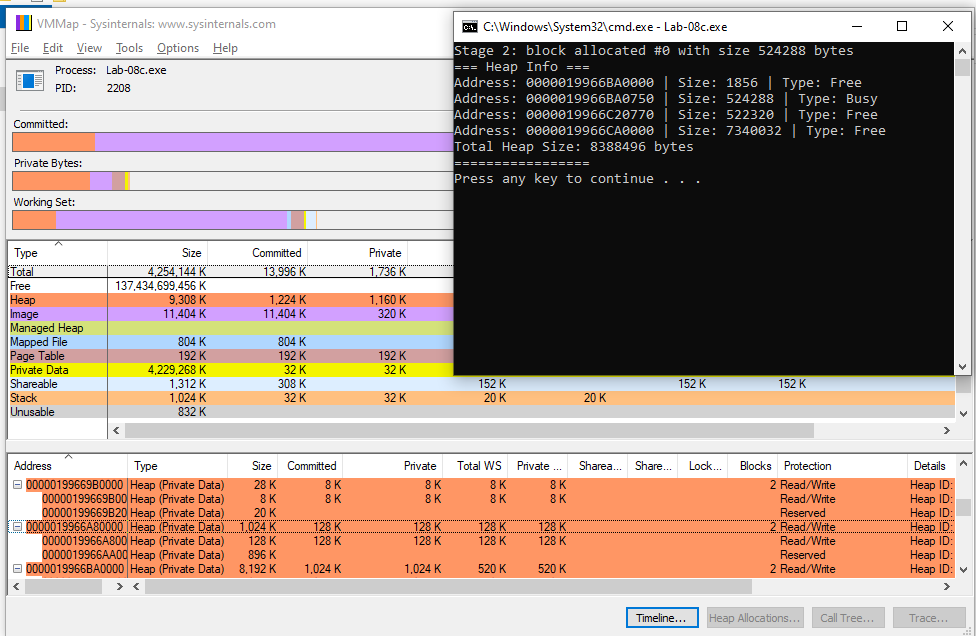 VMMap - Sysinternals: www.sysinternals.com
File Edit View Tools Options Help
Process: Lab-08c.exe
PID: 2208
Committed:
Private Bytes:
Working Set:
C:\Windows\System32\cmd.exe - Lab-08c.exe
Stage 2: block allocated #0 with size 524288 bytes
=== Heap Info ===
Address: 0000019966BA0000 | Size: 1856 | Type: Free
Address: 0000019966BA0750 | Size: 524288 | Type: Busy
Address: 0000019966C20770 | Size: 522320 | Type: Free
Address: 0000019966CA0000 | Size: 7340032 | Type: Free
Total Heap Size: 8388496 bytes
=================
Press any key to continue . . .
Type Size Committed Private
Total 4,254,144 K 13,996 K 1,736 K
Free 137,434,699,456 K
Heap 9,308 K 1,224 K 1,160 K
Image 11,404 K 11,404 K 320 K
Managed Heap
Mapped File 804 K 804 K
Page Table 192 K 192 K 192 K
Private Data 4,229,268 K 32 K 32 K
Shareable 1,312 K 308 K 152 K 152 K 152 K
Stack 1,024 K 32 K 32 K 20 K 20 K
Unusable 832 K
Address Type Size Committed Private Total WS Private ... Sharea... Share... Lock... Blocks Protection Details
00000199669B0000 Heap (Private Data) 28 K 8 K 8 K 8 K 8 K 2 Read/Write Heap ID:
00000199669B00 Heap (Private Data) 8 K 8 K 8 K 8 K 8 K Read/Write Heap ID:
00000199669B20 Heap (Private Data) 20 K Reserved Heap ID:
0000019966A80000 Heap (Private Data) 1,024 K 128 K 128 K 128 K 128 K 2 Read/Write Heap ID:
0000019966A800 Heap (Private Data) 128 K 128 K 128 K 128 K 128 K Read/Write Heap ID:
0000019966AA00 Heap (Private Data) 896 K Reserved Heap ID:
0000019966BA0000 Heap (Private Data) 8,192 K 1,024 K 1,024 K 520 K 520 K 2 Read/Write Heap ID:
Timeline... Heap Allocations... Call Tree... Trace...